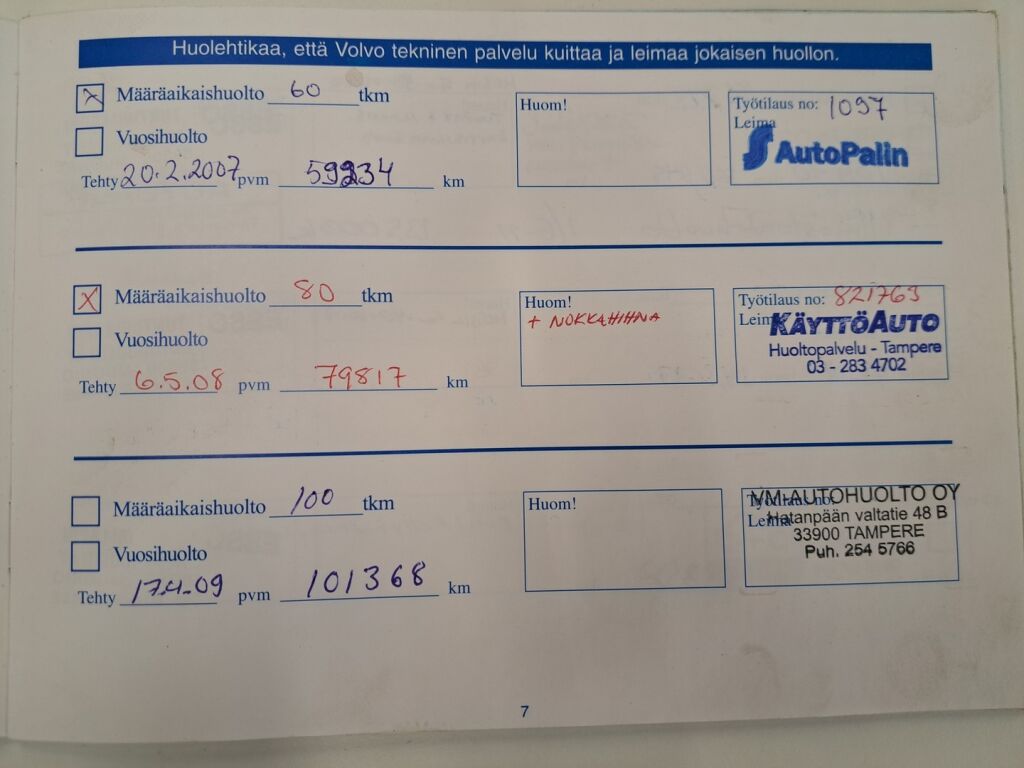 Huolehtikaa, että Volvo tekninen palvelu kuittaa ja leimaa jokaisen huollon.
X Määräaikaishuolto 60 tkm
Vuosihuolto
Tehty 20.2.2007 pvm 59234 km
Huom!
Työtilaus no: 1097
Leima
AutoPalin
X Määräaikaishuolto 80 tkm
Vuosihuolto
Tehty 6.5.08 pvm 79817 km
Huom!
+ NOKKAHIHNA
Työtilaus no: 821763
Leima
KÄYTTÖAUTO
Huoltopalvelu - Tampere
03 - 283 4702
Määräaikaishuolto 100 tkm
Vuosihuolto
Tehty 17.4.09 pvm 101368 km
Huom!
Työtilaus no:
Leima
VM-AUTOHUOLTO OY
Hatanpään valtatie 48 B
33900 TAMPERE
Puh. 254 5766
7